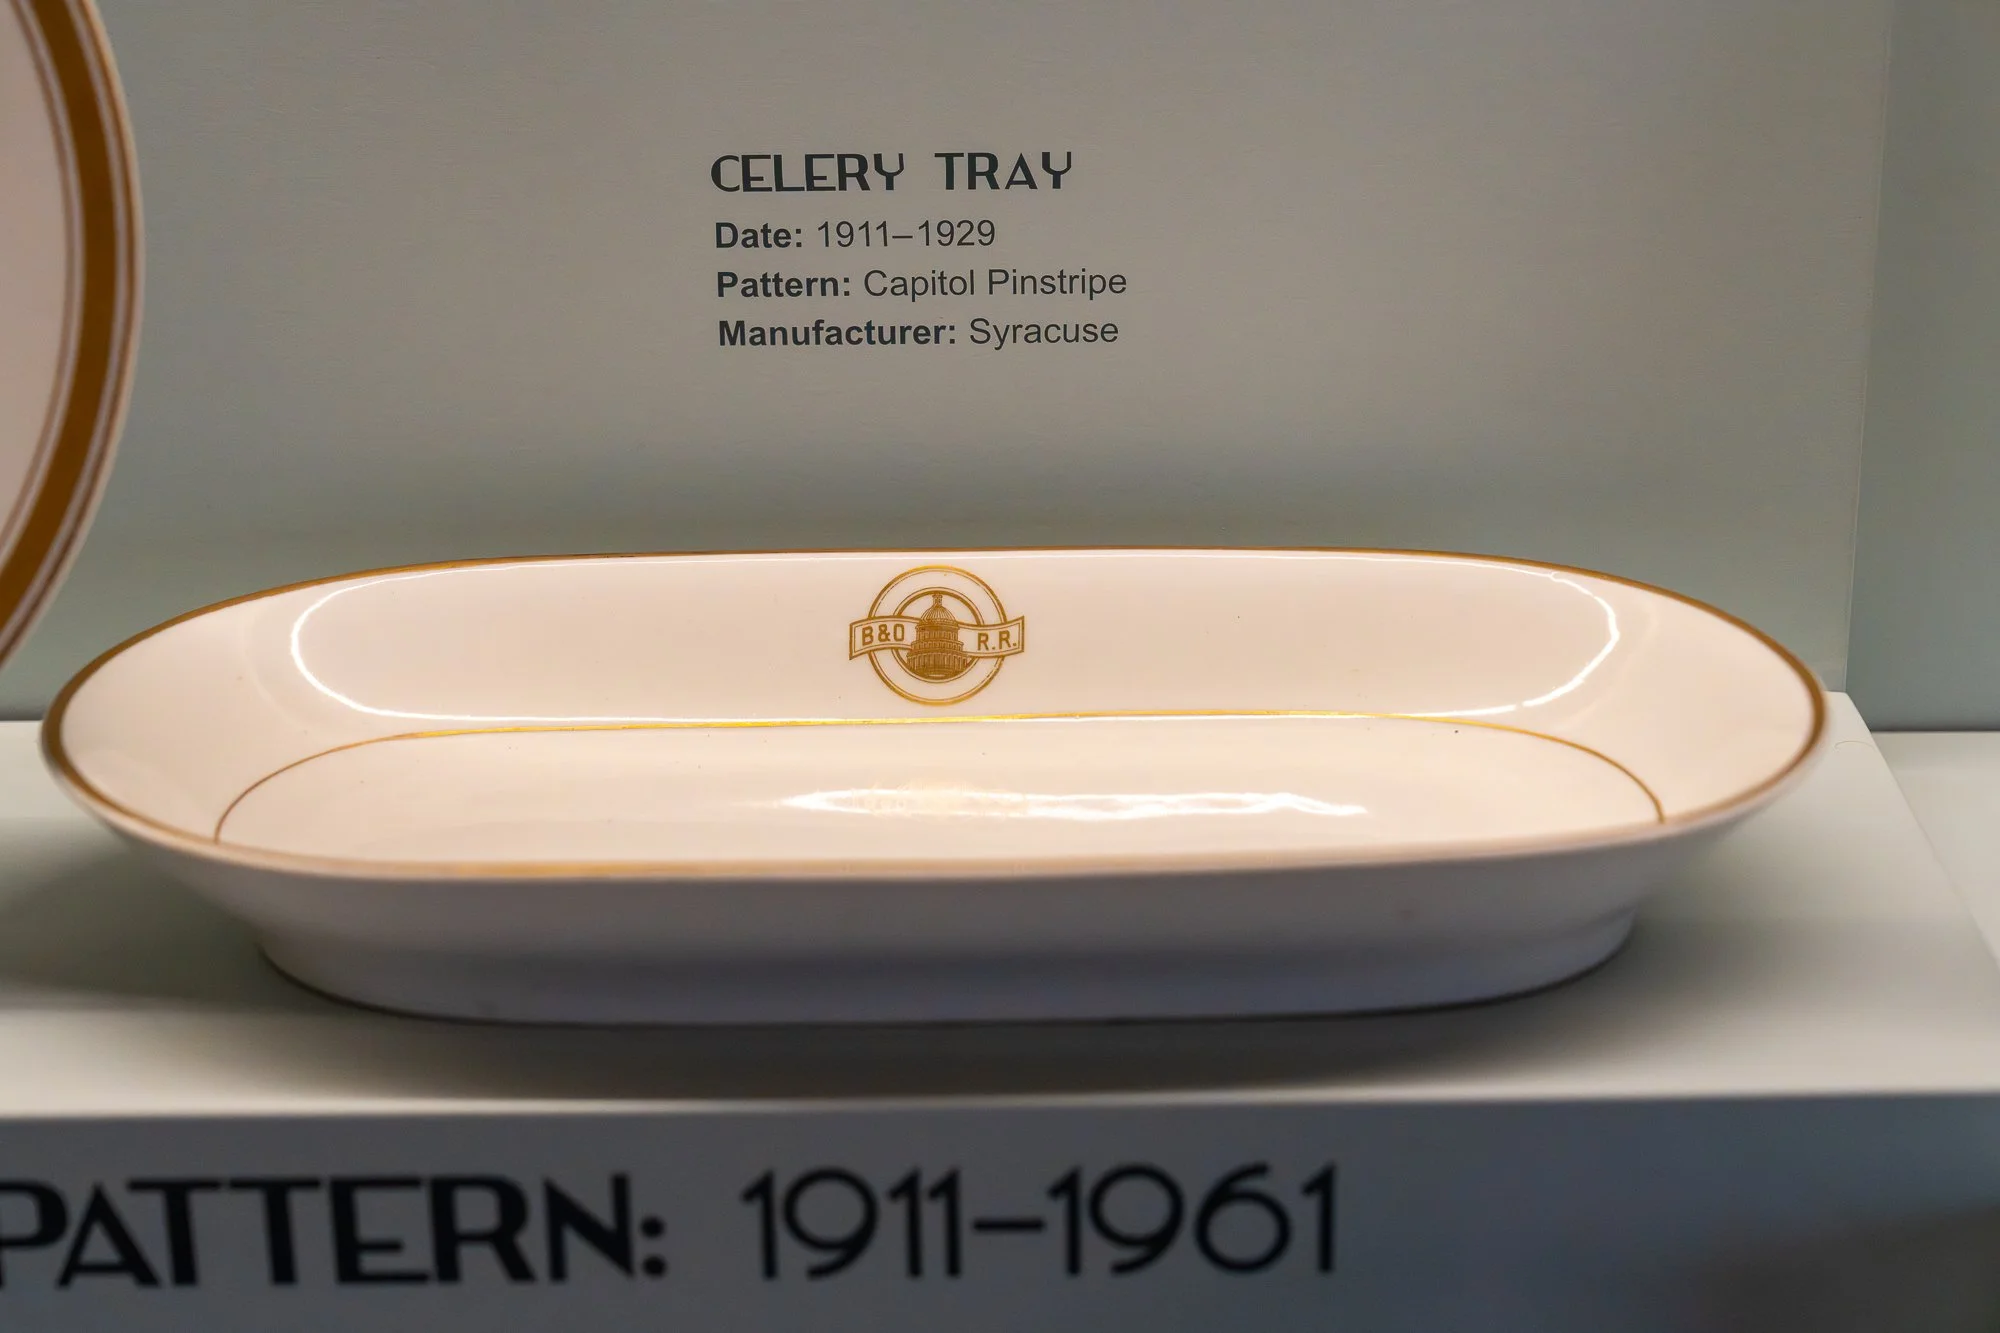 CELERY TRAY
Date: 1911–1929
Pattern: Capitol Pinstripe
Manufacturer: Syracuse
B&O R.R.
PATTERN: 1911–1961